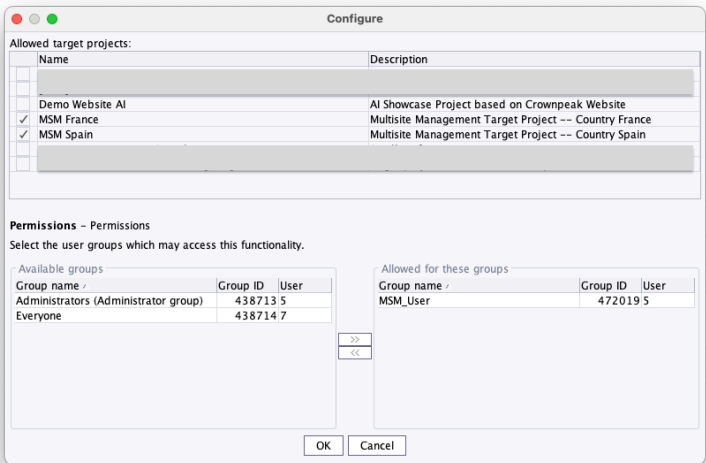 Configure
Allowed target projects:
Name Description
Demo Website AI AI Showcase Project based on Crownpeak Website
MSM France Multisite Management Target Project -- Country France
MSM Spain Multisite Management Target Project -- Country Spain
Permissions - Permissions
Select the user groups which may access this functionality.
Available groups Allowed for these groups
Group name Group ID User Group name Group ID User
Administrators (Administrator group) 438713 5 MSM_User 472019 5
Everyone 438714 7
>>
<<
OK Cancel